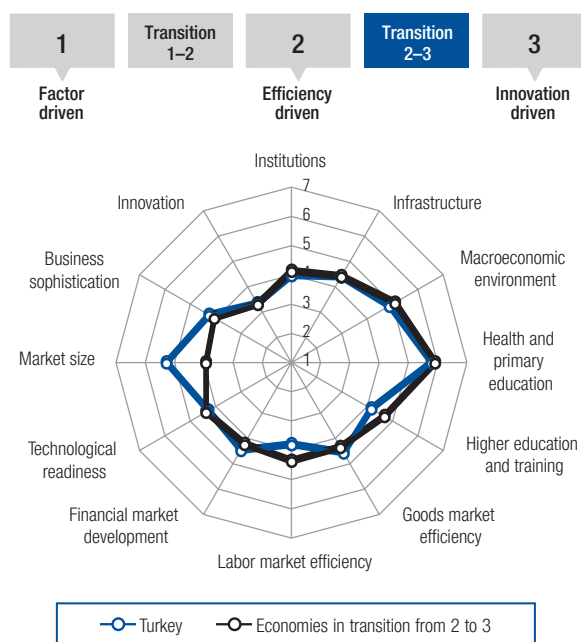 1
Transition
1–2
2
Transition
2–3
3
Factor
driven
Efficiency
driven
Innovation
driven
Institutions
Infrastructure
Macroeconomic
environment
Health and
primary
education
Higher education
and training
Goods market
efficiency
Labor market efficiency
Financial market
development
Technological
readiness
Market size
Business
sophistication
Innovation
7
6
5
4
3
2
1
Turkey
Economies in transition from 2 to 3